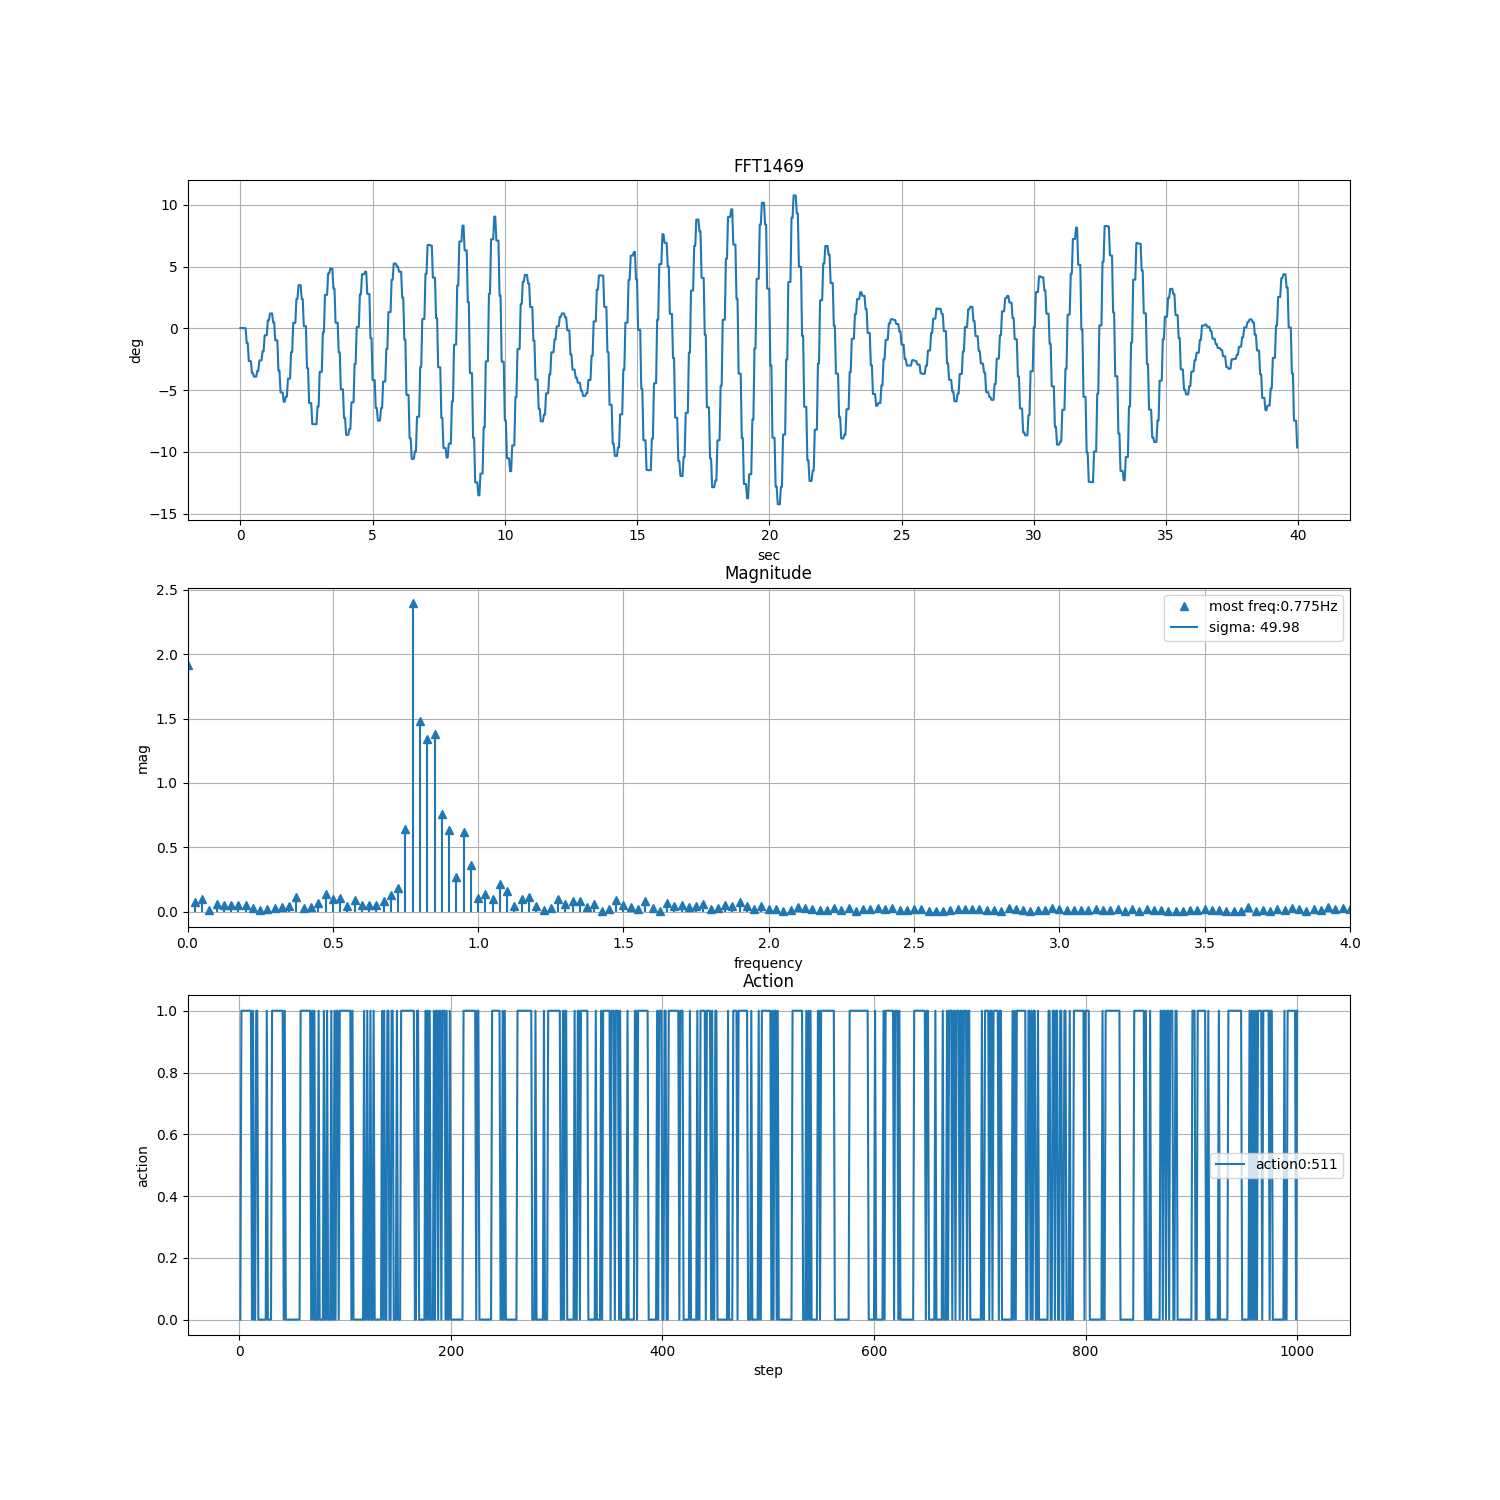 FFT1469
10
5
0
−5
−10
−15
deg
0 5 10 15 20 25 30 35 40
sec
Magnitude
2.5
2.0
1.5
1.0
0.5
0.0
mag
most freq:0.775Hz
sigma: 49.98
0.0 0.5 1.0 1.5 2.0 2.5 3.0 3.5 4.0
frequency
Action
1.0
0.8
0.6
0.4
0.2
0.0
action
action0:511
0 200 400 600 800 1000
step